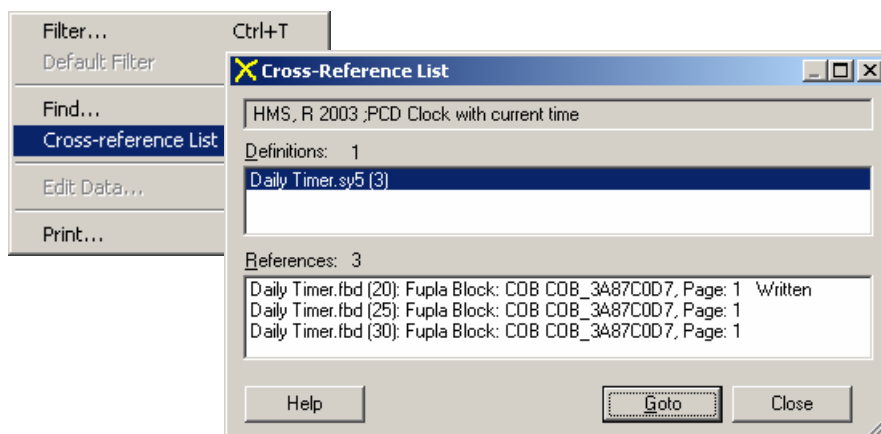 Filter... Ctrl+T
Default Filter
Find...
Cross-reference List
Edit Data...
Print...
Cross-Reference List
HMS, R 2003 ;PCD Clock with current time
Definitions: 1
Daily Timer.sy5 (3)
References: 3
Daily Timer.fbd (20): Fupla Block: COB COB_3A87C0D7, Page: 1 Written
Daily Timer.fbd (25): Fupla Block: COB COB_3A87C0D7, Page: 1
Daily Timer.fbd (30): Fupla Block: COB COB_3A87C0D7, Page: 1
Help Goto Close